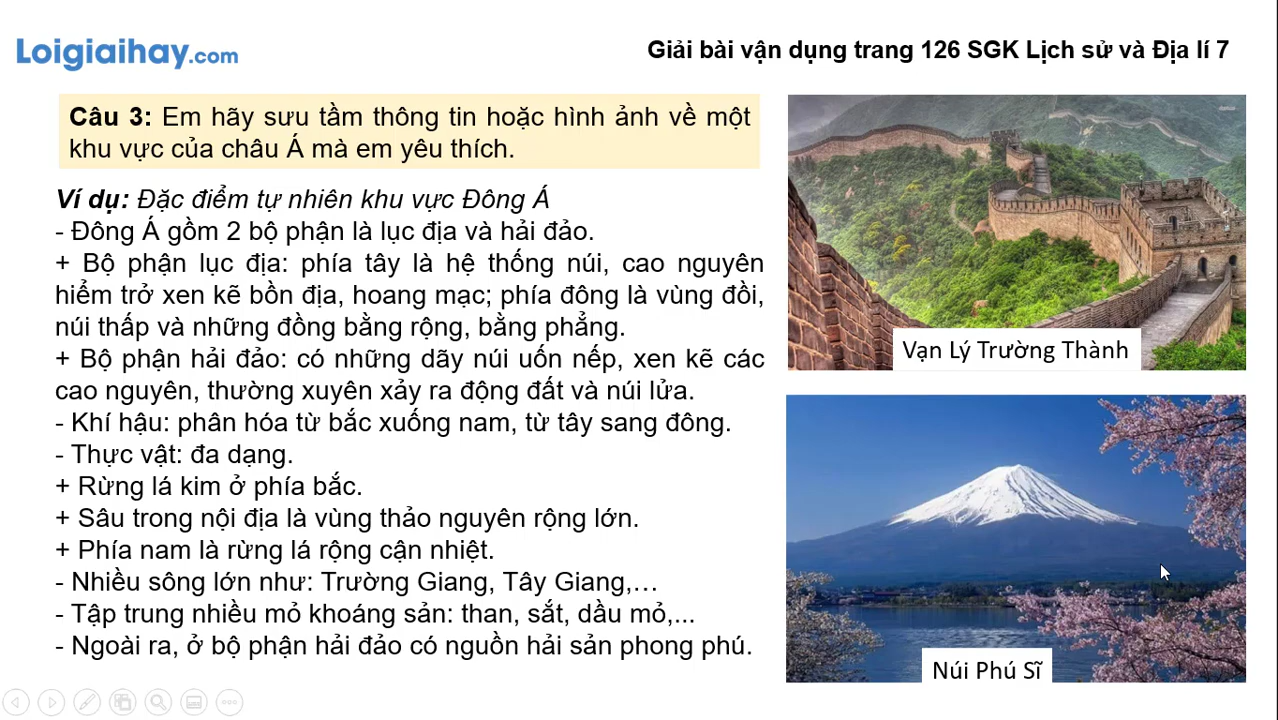 Loigiaihay.com
Giải bài vận dụng trang 126 SGK Lịch sử và Địa lí 7
Câu 3: Em hãy sưu tầm thông tin hoặc hình ảnh về một
khu vực của châu Á mà em yêu thích.
Ví dụ: Đặc điểm tự nhiên khu vực Đông Á
- Đông Á gồm 2 bộ phận là lục địa và hải đảo.
+ Bộ phận lục địa: phía tây là hệ thống núi, cao nguyên
hiểm trở xen kẽ bồn địa, hoang mạc; phía đông là vùng đồi,
núi thấp và những đồng bằng rộng, bằng phẳng.
+ Bộ phận hải đảo: có những dãy núi uốn nếp, xen kẽ các
cao nguyên, thường xuyên xảy ra động đất và núi lửa.
- Khí hậu: phân hóa từ bắc xuống nam, từ tây sang đông.
- Thực vật: đa dạng.
+ Rừng lá kim ở phía bắc.
+ Sâu trong nội địa là vùng thảo nguyên rộng lớn.
+ Phía nam là rừng lá rộng cận nhiệt.
- Nhiều sông lớn như: Trường Giang, Tây Giang,…
- Tập trung nhiều mỏ khoáng sản: than, sắt, dầu mỏ,...
- Ngoài ra, ở bộ phận hải đảo có nguồn hải sản phong phú.
Vạn Lý Trường Thành
Núi Phú Sĩ